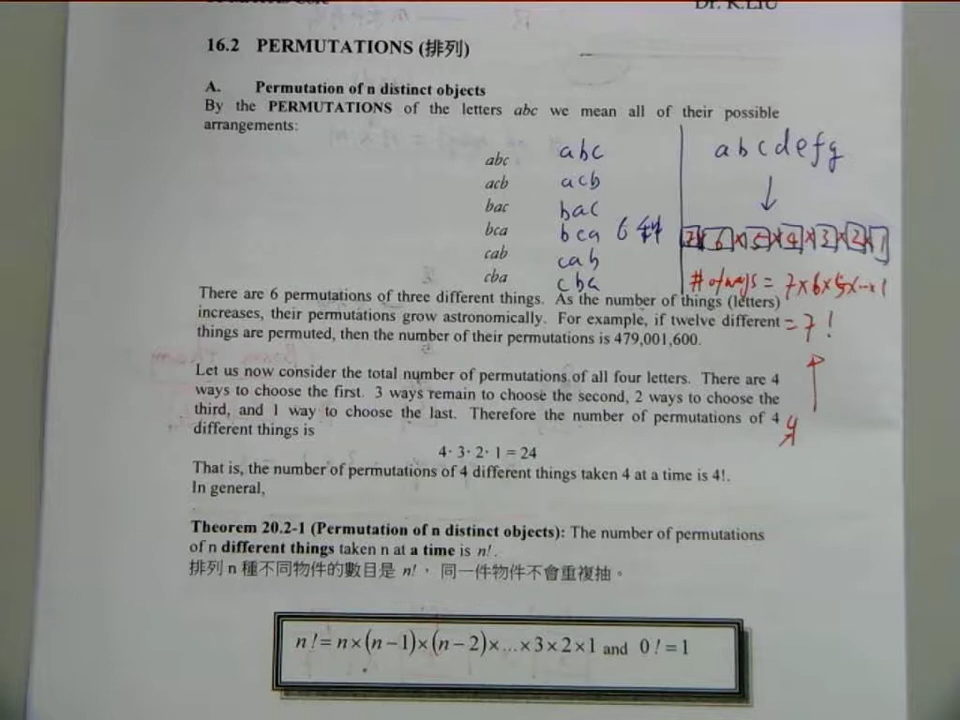 Dr. K.LIU
16.2 PERMUTATIONS (排列)
A. Permutation of n distinct objects
By the PERMUTATIONS of the letters abc we mean all of their possible
arrangements:
abc abc
acb acb
bac bac
bca bca 6種
cab cab
cba cba
abcdefg
7×6×5×4×3×2×1
# of ways = 7×6×5×...×1
= 7!
There are 6 permutations of three different things. As the number of things (letters)
increases, their permutations grow astronomically. For example, if twelve different
things are permuted, then the number of their permutations is 479,001,600.
Let us now consider the total number of permutations of all four letters. There are 4
ways to choose the first. 3 ways remain to choose the second, 2 ways to choose the
third, and 1 way to choose the last. Therefore the number of permutations of 4
different things is
4· 3· 2· 1 = 24
That is, the number of permutations of 4 different things taken 4 at a time is 4!.
In general,
Theorem 20.2-1 (Permutation of n distinct objects): The number of permutations
of n different things taken n at a time is n!.
排列 n 種不同物件的數目是 n!， 同一件物件不會重複抽。
n!= n×(n−1)×(n−2)×...×3×2×1 and 0!=1